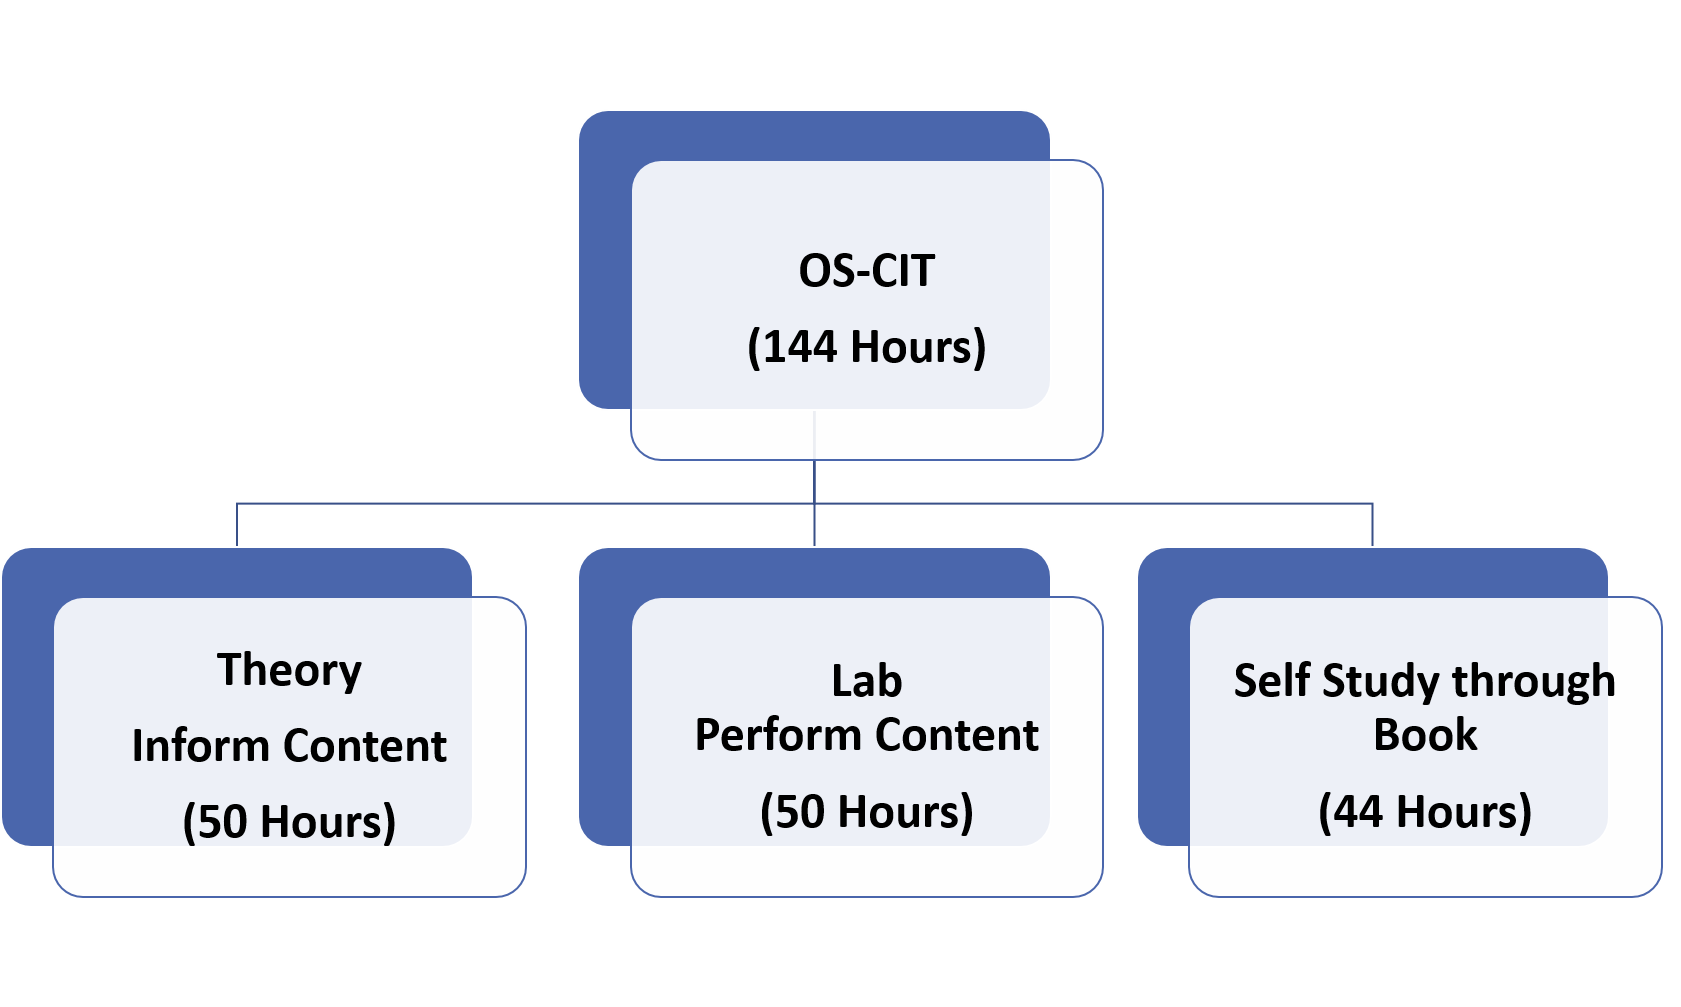 OS-CIT
(144 Hours)
Theory
Inform Content
(50 Hours)
Lab
Perform Content
(50 Hours)
Self Study through
Book
(44 Hours)